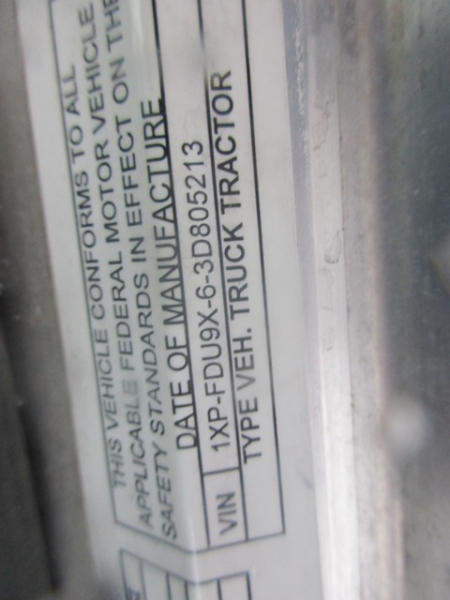 THIS VEHICLE CONFORMS TO ALL
APPLICABLE FEDERAL MOTOR VEHICLE
SAFETY STANDARDS IN EFFECT ON THE
DATE OF MANUFACTURE
VIN 1XP-FDU9X-6-3D805213
TYPE VEH. TRUCK TRACTOR